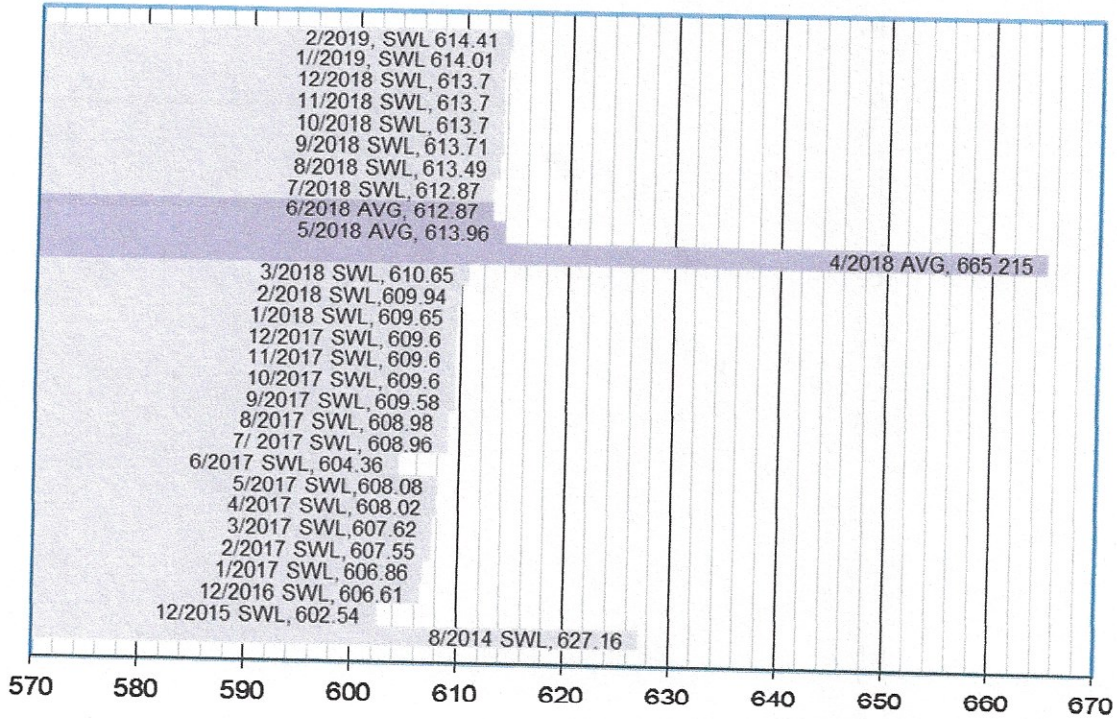 2/2019, SWL 614.41
1//2019, SWL 614.01
12/2018 SWL, 613.7
11/2018 SWL, 613.7
10/2018 SWL, 613.7
9/2018 SWL, 613.71
8/2018 SWL, 613.49
7/2018 SWL, 612.87
6/2018 AVG, 612.87
5/2018 AVG, 613.96
4/2018 AVG, 665.215
3/2018 SWL, 610.65
2/2018 SWL,609.94
1/2018 SWL,609.65
12/2017 SWL, 609.6
11/2017 SWL, 609.6
10/2017 SWL, 609.6
9/2017 SWL, 609.58
8/2017 SWL, 608.98
7/ 2017 SWL, 608.96
6/2017 SWL, 604.36
5/2017 SWL,608.08
4/2017 SWL, 608.02
3/2017 SWL,607.62
2/2017 SWL, 607.55
1/2017 SWL, 606.86
12/2016 SWL, 606.61
12/2015 SWL, 602.54
8/2014 SWL, 627.16
570 580 590 600 610 620 630 640 650 660 670